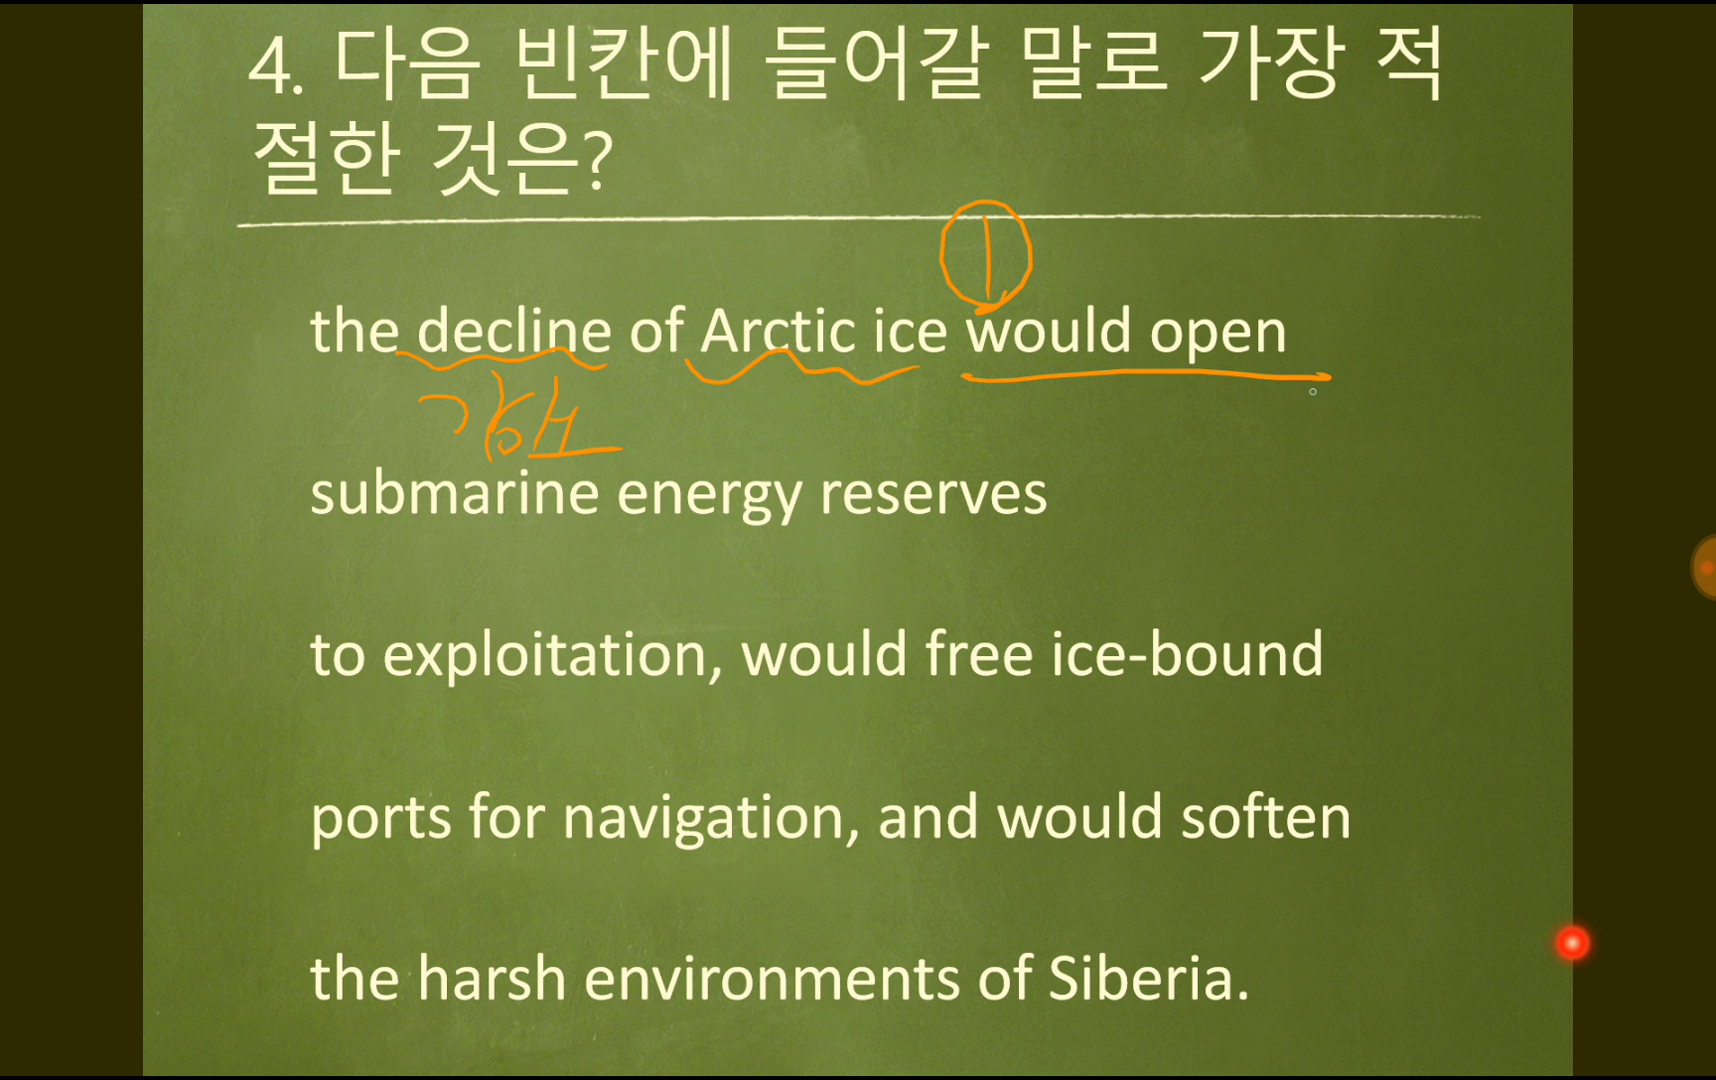 4. 다음 빈칸에 들어갈 말로 가장 적
절한 것은?
①
the decline of Arctic ice would open
감소
submarine energy reserves
to exploitation, would free ice-bound
ports for navigation, and would soften
the harsh environments of Siberia.